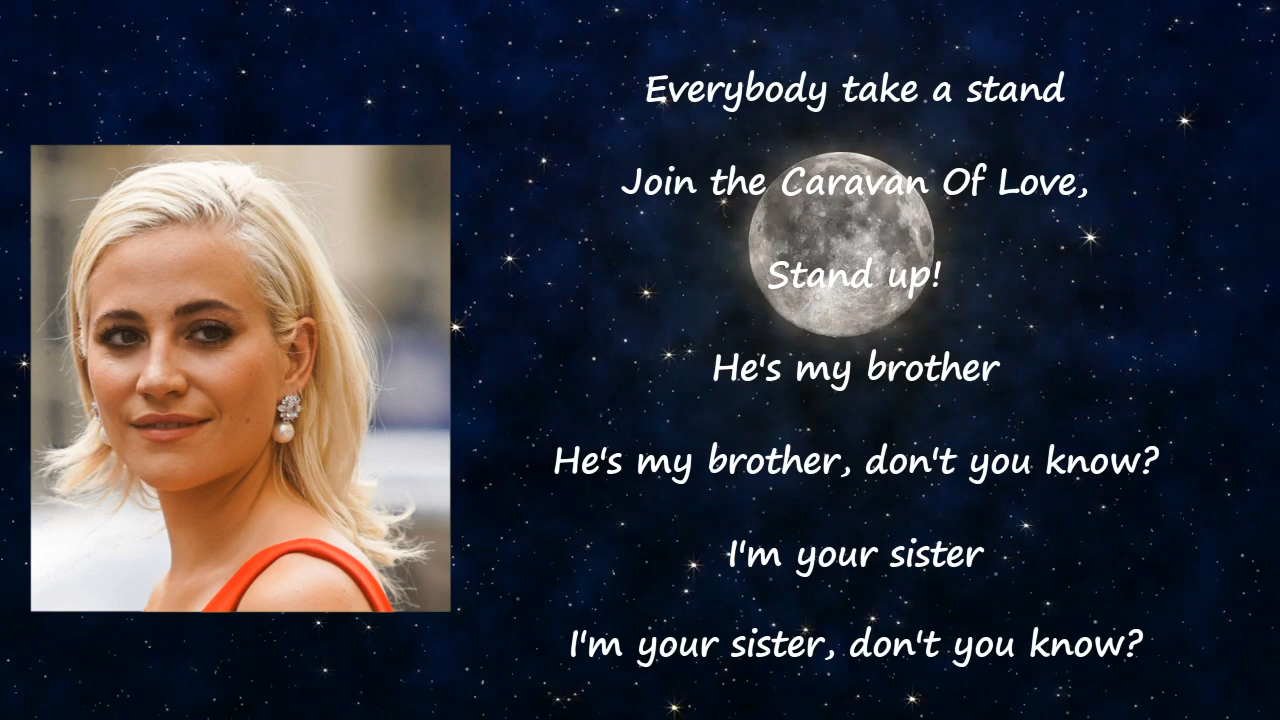 Everybody take a stand
Join the Caravan Of Love,
Stand up!
He's my brother
He's my brother, don't you know?
I'm your sister
I'm your sister, don't you know?